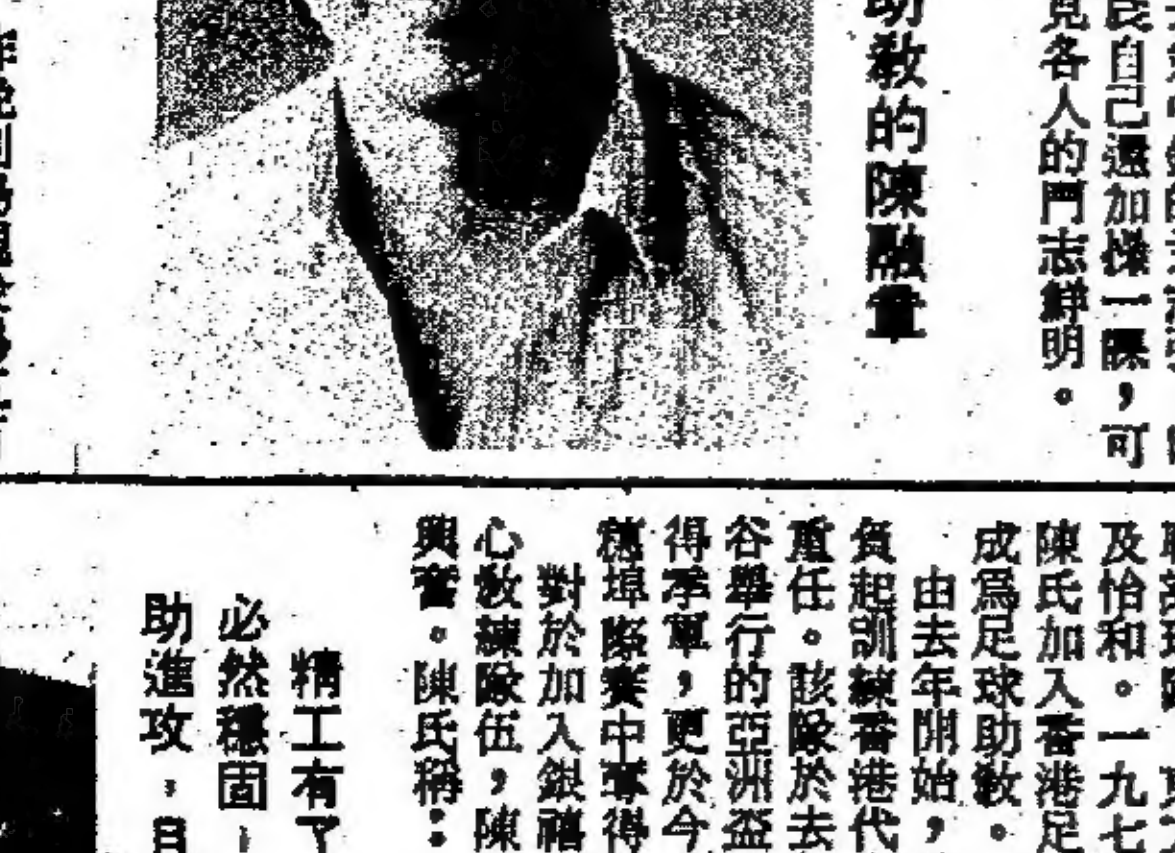 民自己還加操一課，可
見各人的鬥志鮮明。
助教的陳融章
及怡和。一九七
陳氏加入香港足
成爲足球助教。
由去年開始，
負起訓練香港代
重任。該隊於去
谷舉行的亞洲盃
得季軍，更於今
穗埠際賽中奪得
對於加入銀禧
心敎練隊伍，陳
興奮。陳氏稱：
精工有了
必然穩固
助進攻，自